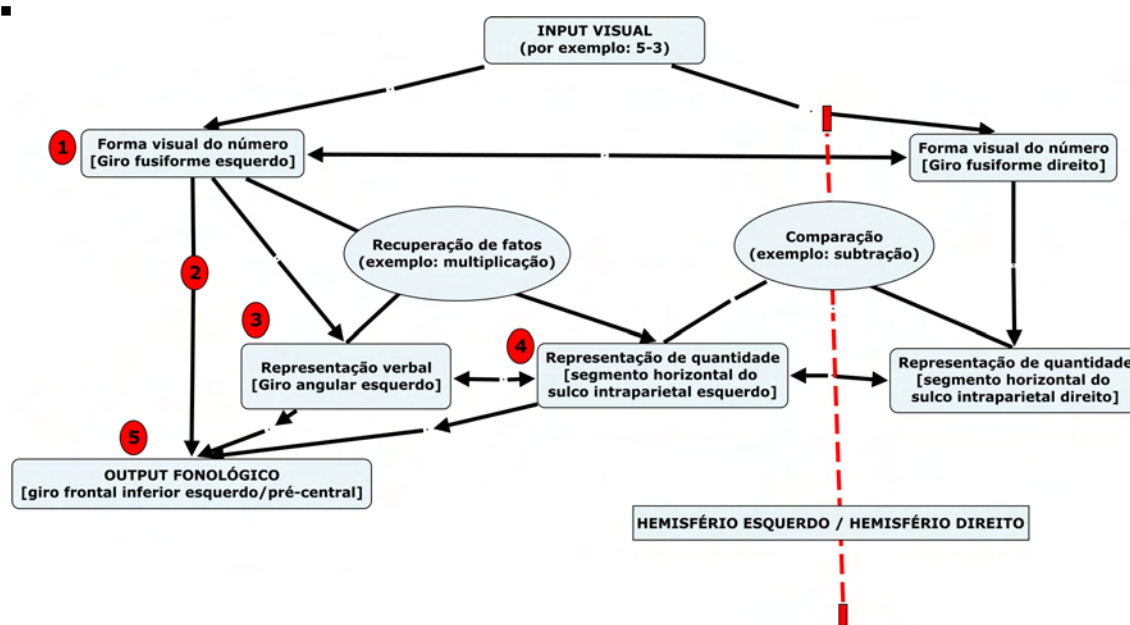 INPUT VISUAL
(por exemplo: 5-3)
1
Forma visual do número
[Giro fusiforme esquerdo]
Forma visual do número
[Giro fusiforme direito]
Recuperação de fatos
(exemplo: multiplicação)
Comparação
(exemplo: subtração)
2
3
4
Representação verbal
[Giro angular esquerdo]
Representação de quantidade
[segmento horizontal do
sulco intraparietal esquerdo]
Representação de quantidade
[segmento horizontal do
sulco intraparietal direito]
5
OUTPUT FONOLÓGICO
[giro frontal inferior esquerdo/pré-central]
HEMISFÉRIO ESQUERDO / HEMISFÉRIO DIREITO